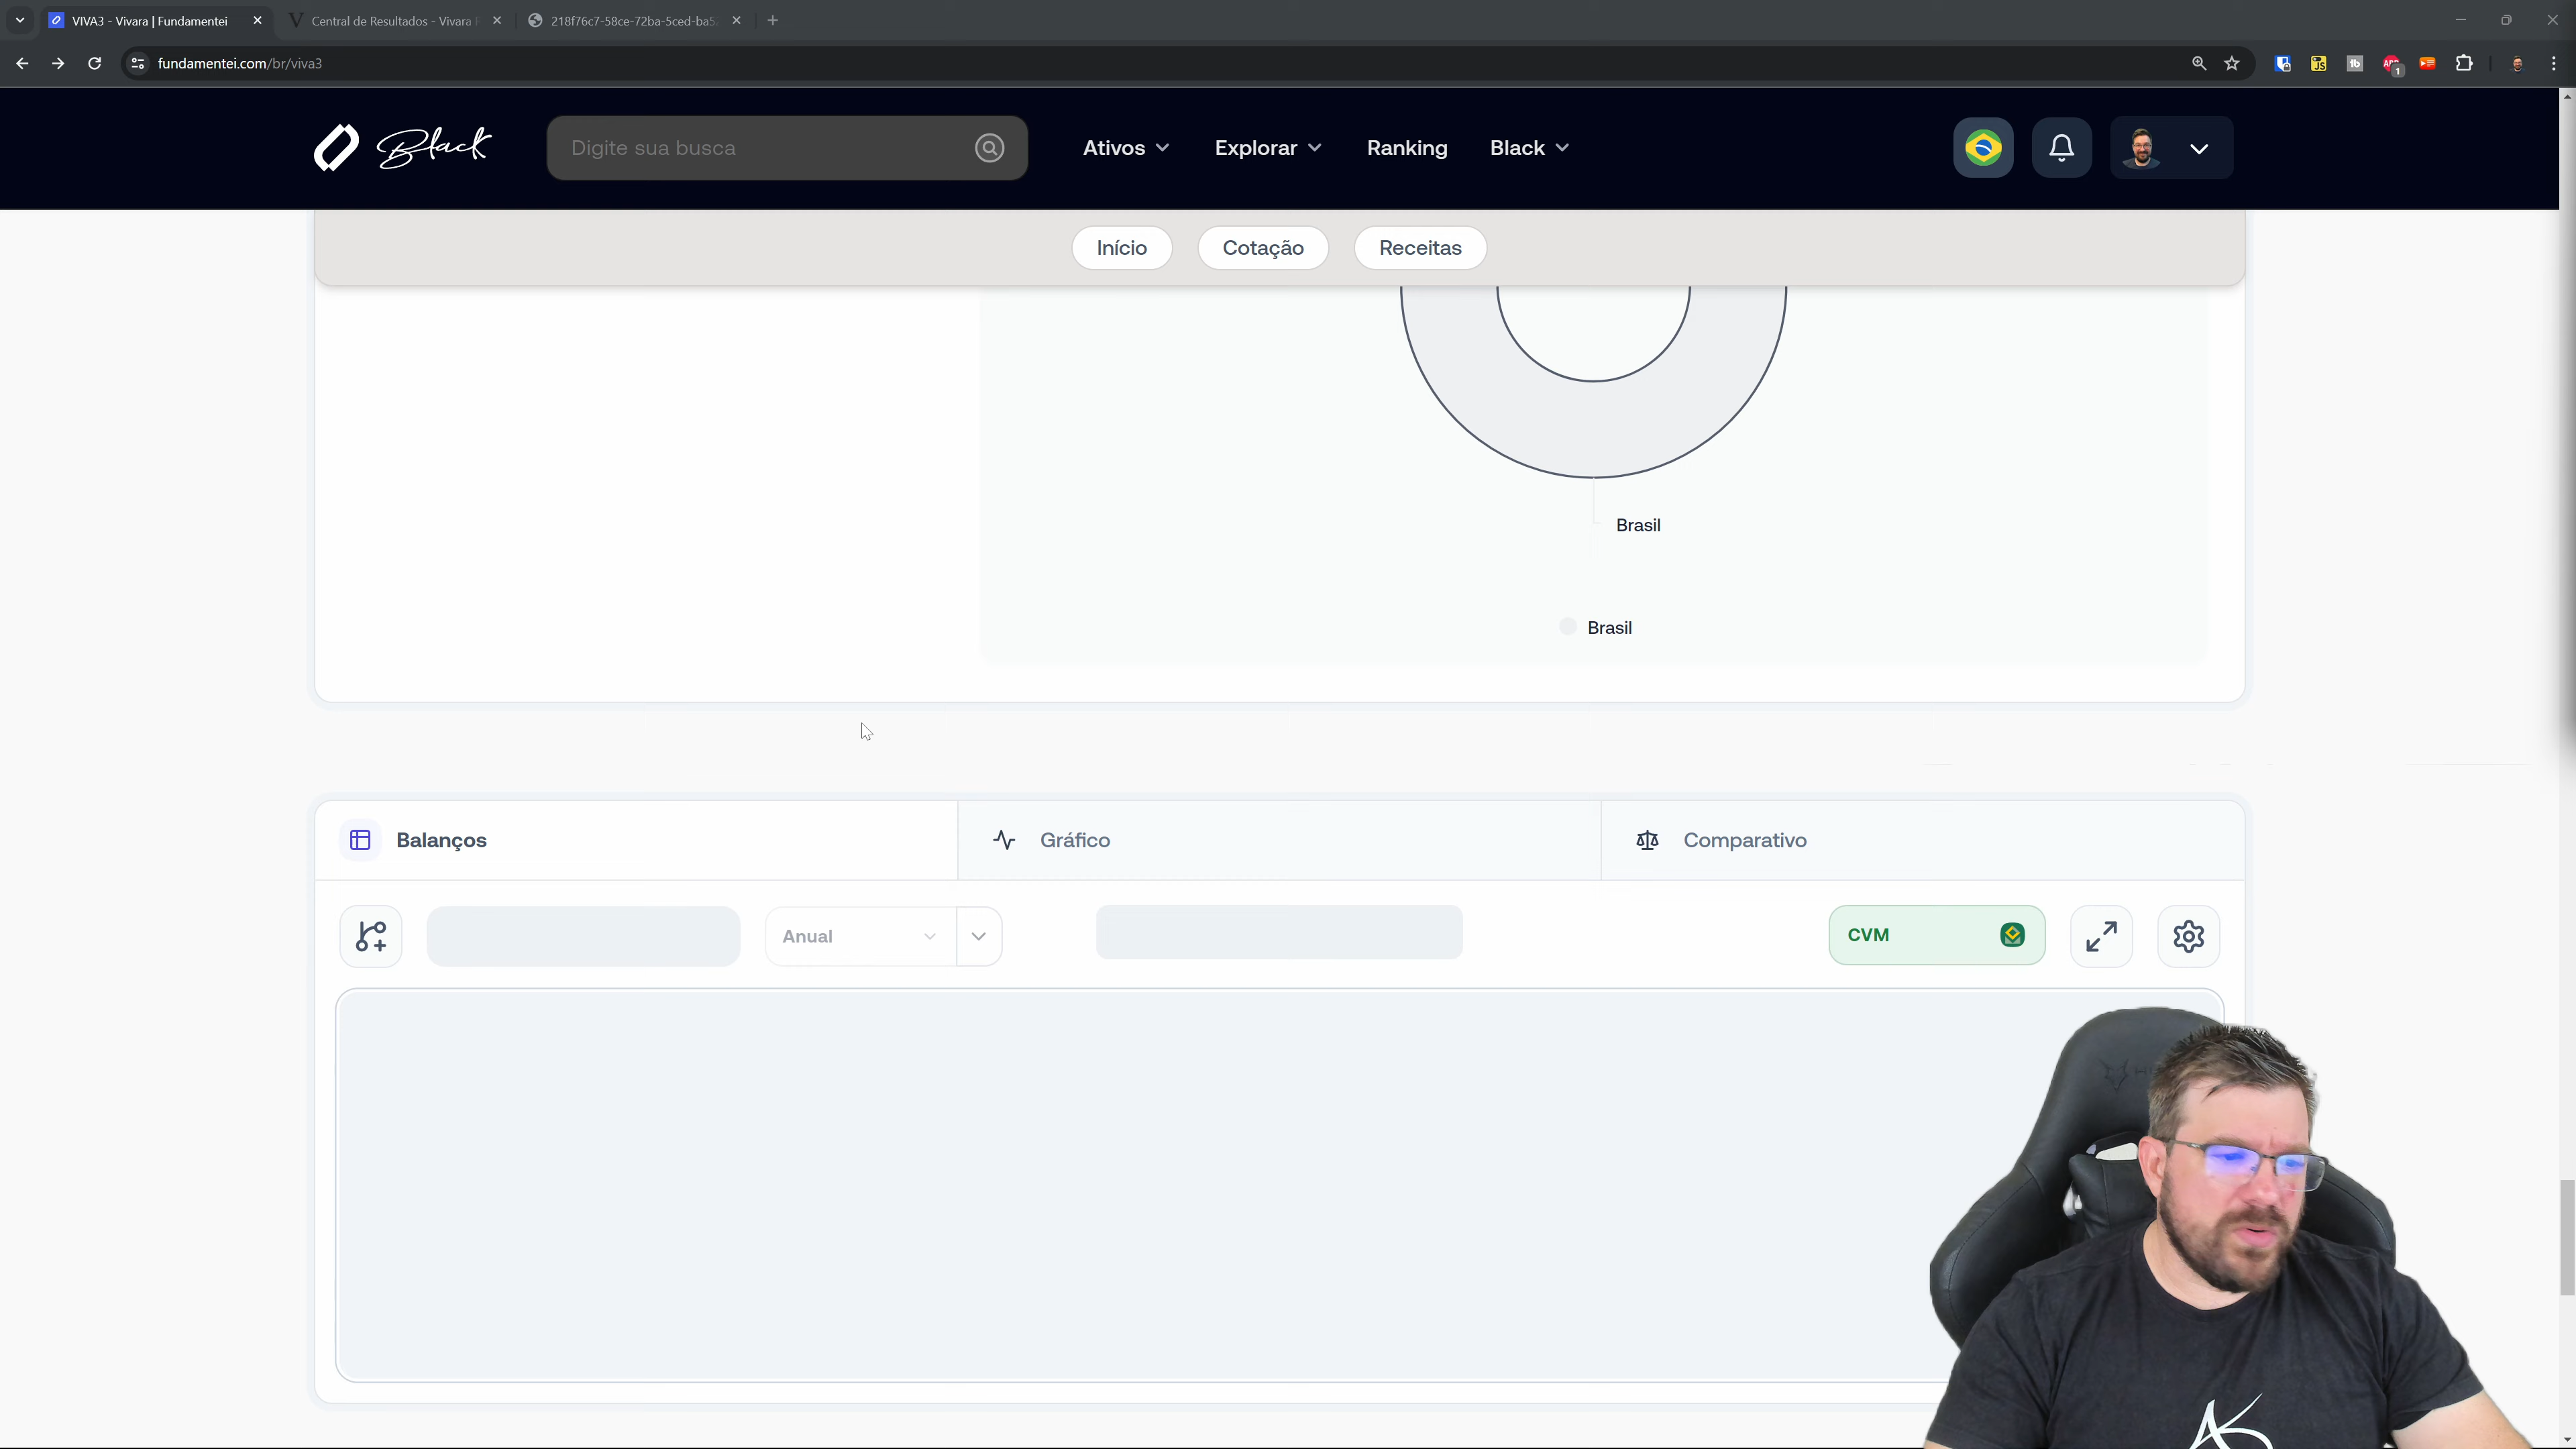 VIVA3 - Vivara | Fundamentei
Central de Resultados - Vivara
218f76c7-58ce-72ba-5ced-ba5
fundamentei.com/br/viva3
Black
Digite sua busca
Ativos
Explorar
Ranking
Black
Início
Cotação
Receitas
Brasil
Brasil
Balanços
Gráfico
Comparativo
Anual
CVM